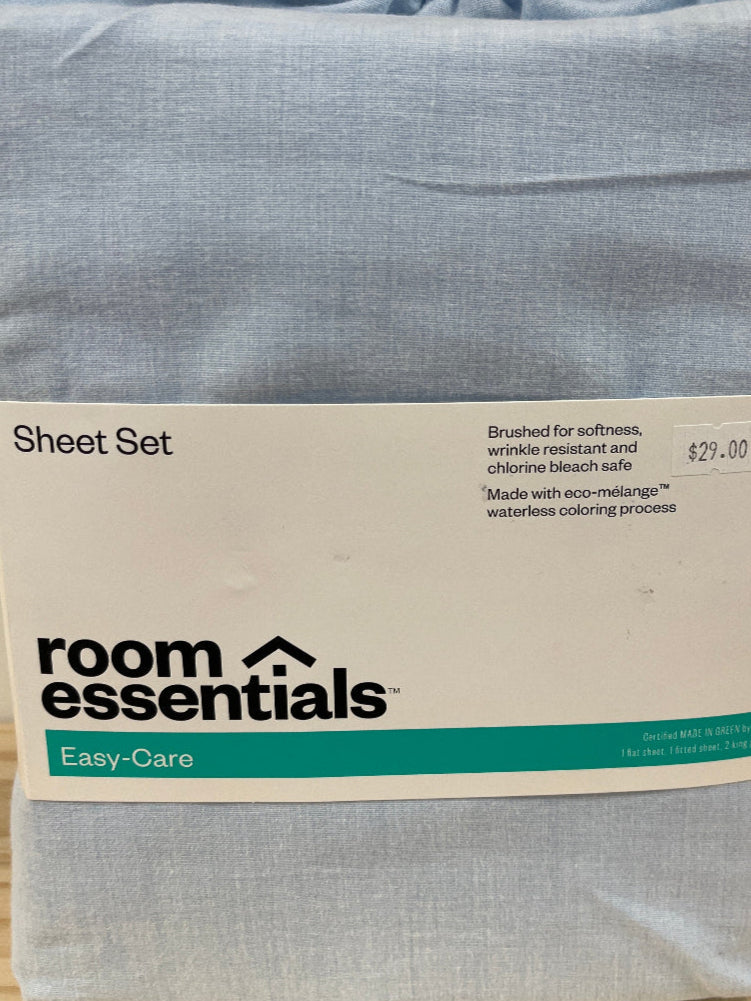 Sheet Set
Brushed for softness,
wrinkle resistant and
chlorine bleach safe
$29.00
Made with eco-mélange™
waterless coloring process
room
essentials™
Easy-Care
Certified MADE IN GREEN by
1 flat sheet, 1 fitted sheet, 2 king